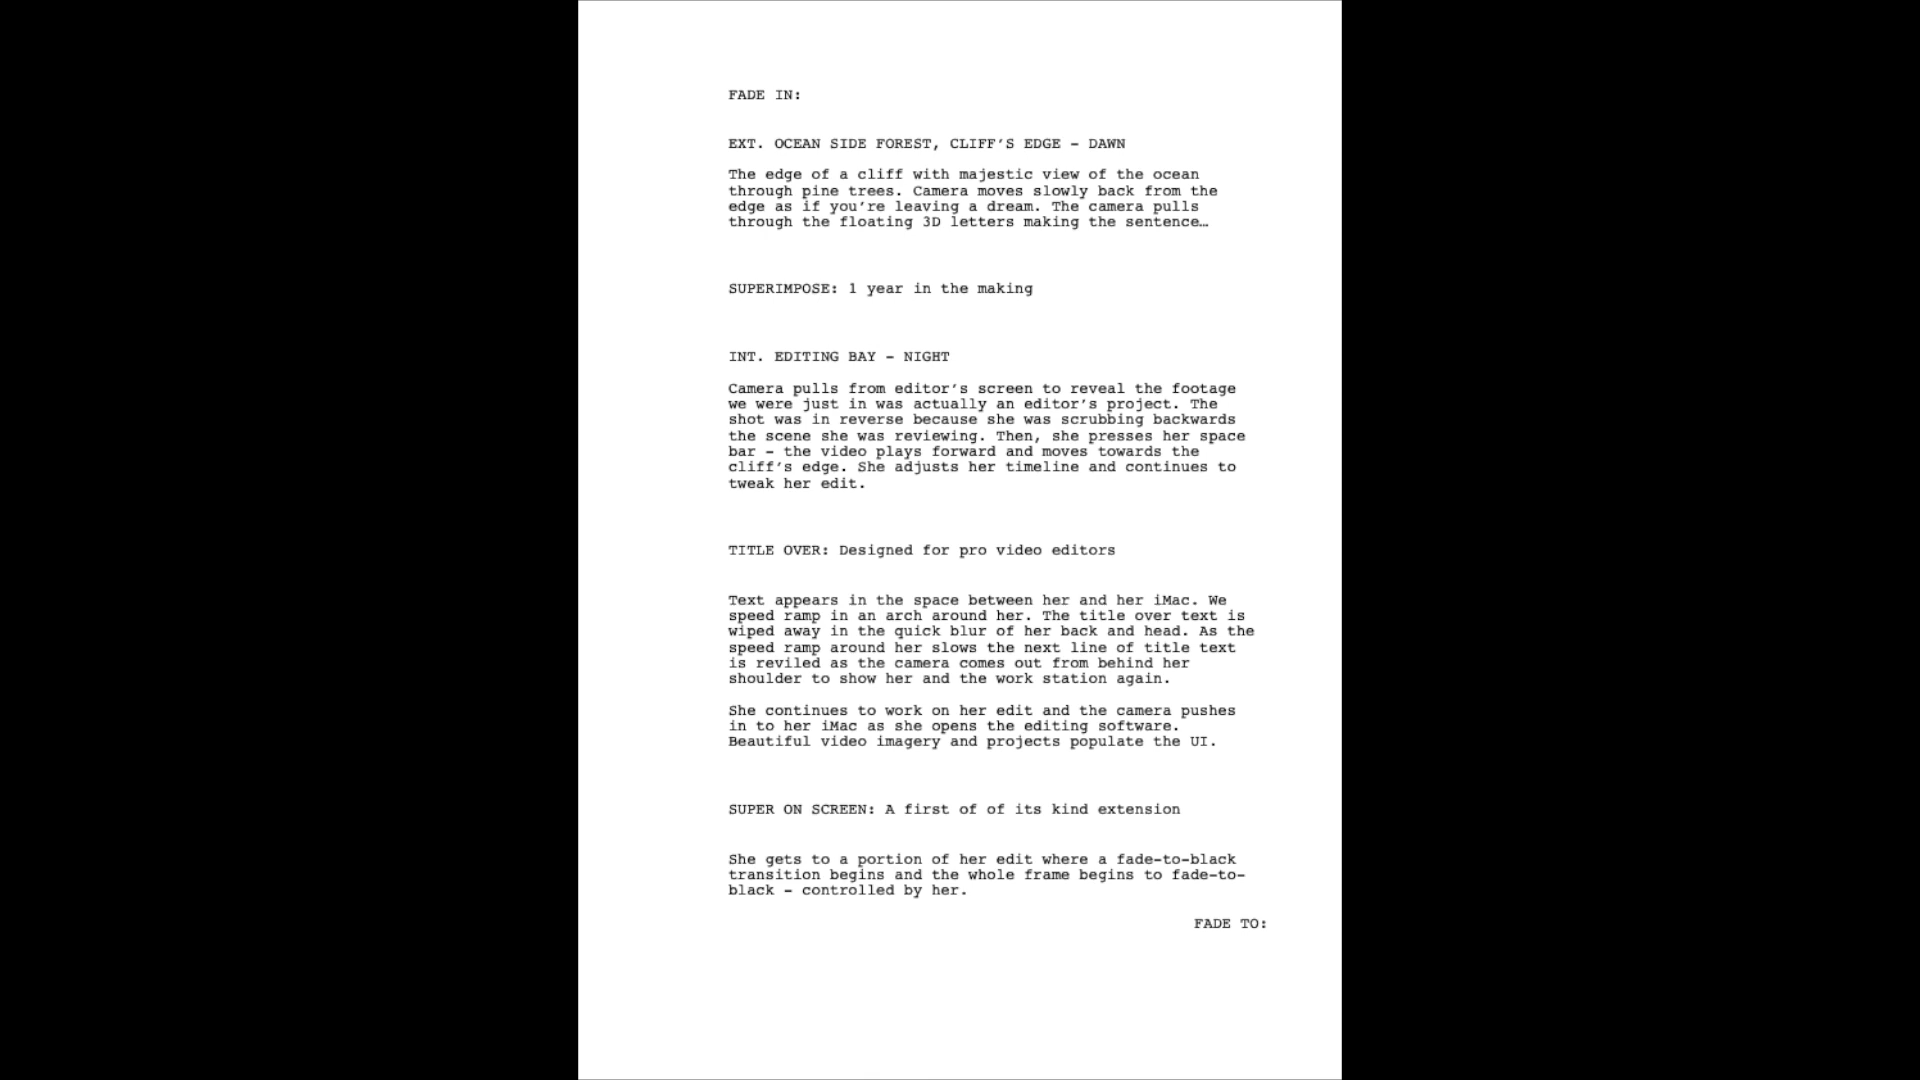 FADE IN:
EXT. OCEAN SIDE FOREST, CLIFF'S EDGE – DAWN
The edge of a cliff with majestic view of the ocean
through pine trees. Camera moves slowly back from the
edge as if you're leaving a dream. The camera pulls
through the floating 3D letters making the sentence…
SUPERIMPOSE: 1 year in the making
INT. EDITING BAY – NIGHT
Camera pulls from editor's screen to reveal the footage
we were just in was actually an editor's project. The
shot was in reverse because she was scrubbing backwards
the scene she was reviewing. Then, she presses her space
bar – the video plays forward and moves towards the
cliff's edge. She adjusts her timeline and continues to
tweak her edit.
TITLE OVER: Designed for pro video editors
Text appears in the space between her and her iMac. We
speed ramp in an arch around her. The title over text is
wiped away in the quick blur of her back and head. As the
speed ramp around her slows the next line of title text
is reviled as the camera comes out from behind her
shoulder to show her and the work station again.
She continues to work on her edit and the camera pushes
in to her iMac as she opens the editing software.
Beautiful video imagery and projects populate the UI.
SUPER ON SCREEN: A first of of its kind extension
She gets to a portion of her edit where a fade-to-black
transition begins and the whole frame begins to fade-to-
black – controlled by her.
FADE TO: